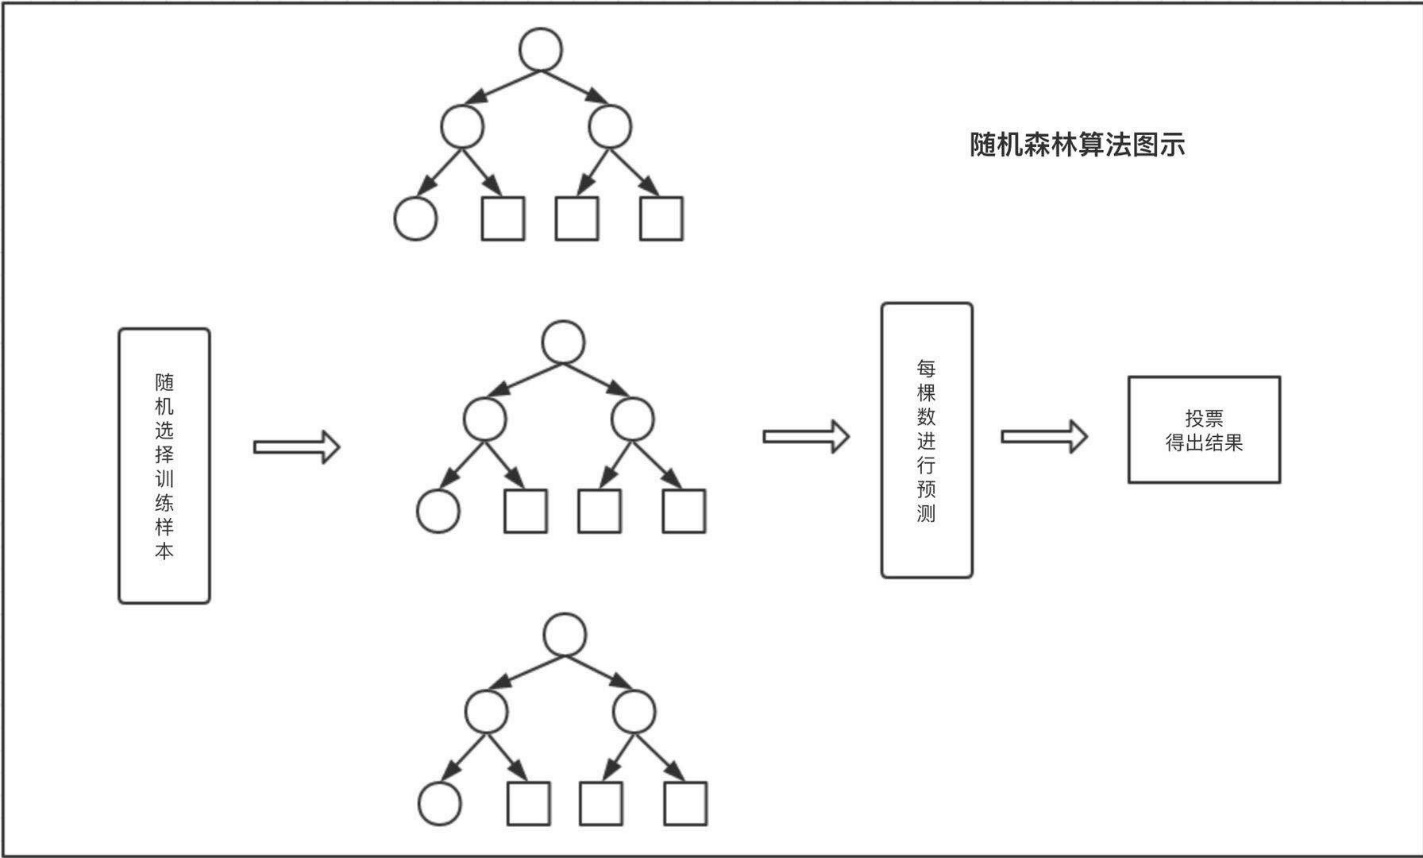 随机森林算法图示
随机选择训练样本
每棵数进行预测
投票
得出结果